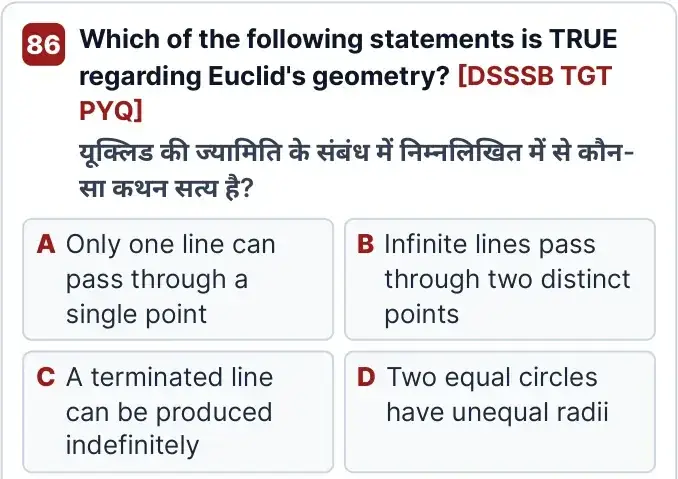 86 Which of the following statements is TRUE
regarding Euclid's geometry? [DSSSB TGT
PYQ]
यूक्लिड की ज्यामिति के संबंध में निम्नलिखित में से कौन-
सा कथन सत्य है?
A Only one line can
pass through a
single point
B Infinite lines pass
through two distinct
points
C A terminated line
can be produced
indefinitely
D Two equal circles
have unequal radii